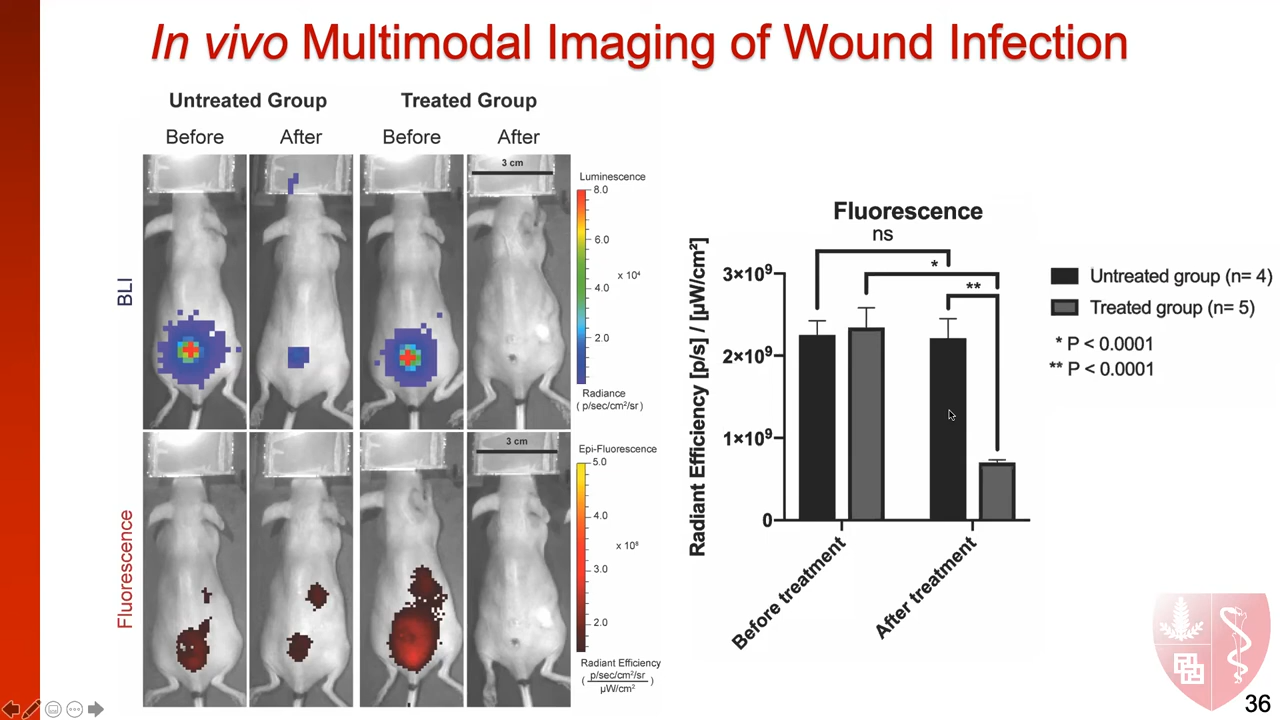 In vivo Multimodal Imaging of Wound Infection
Untreated Group
Treated Group
Before
After
Before
After
BLI
3 cm
Luminescence
8.0
6.0
x 10⁴
4.0
2.0
Radiance
( p/sec/cm²/sr )
Fluorescence
3 cm
Epi-Fluorescence
5.0
4.0
x 10⁸
3.0
2.0
Radiant Efficiency
( p/sec/cm²/sr )
µW/cm²
Fluorescence
ns
*
**
Radiant Efficiency [p/s] / [µW/cm²]
3×10⁹
2×10⁹
1×10⁹
0
Before treatment
After treatment
Untreated group (n= 4)
Treated group (n= 5)
* P < 0.0001
** P < 0.0001
36